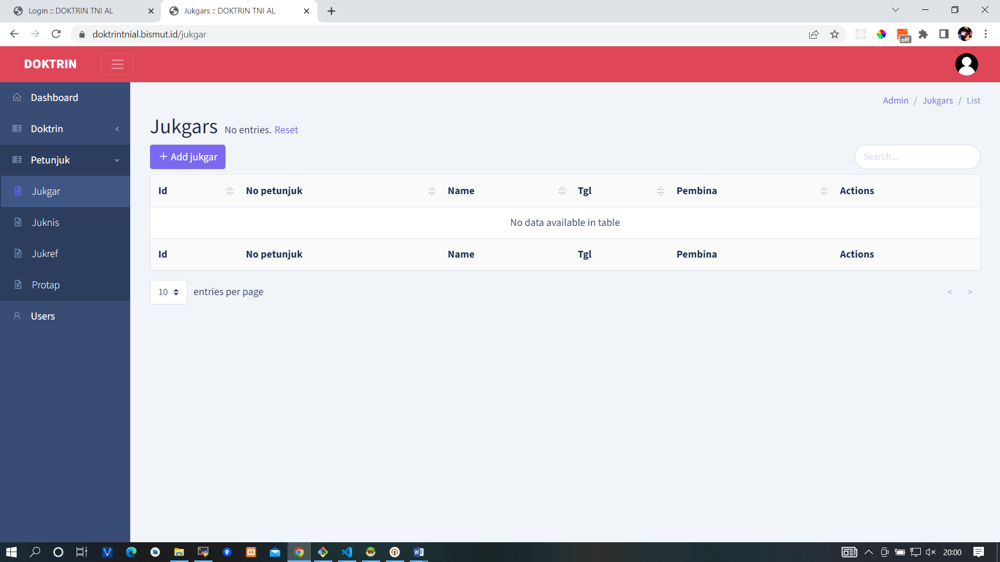 Login :: DOKTRIN TNI AL
Jukgars :: DOKTRIN TNI AL
doktrintnial.bismut.id/jukgar
off
DOKTRIN
Dashboard
Doktrin
Petunjuk
Jukgar
Juknis
Jukref
Protap
Users
Admin / Jukgars / List
Jukgars No entries. Reset
+ Add jukgar
Search...
Id No petunjuk Name Tgl Pembina Actions
No data available in table
Id No petunjuk Name Tgl Pembina Actions
10 entries per page
< >
20:00